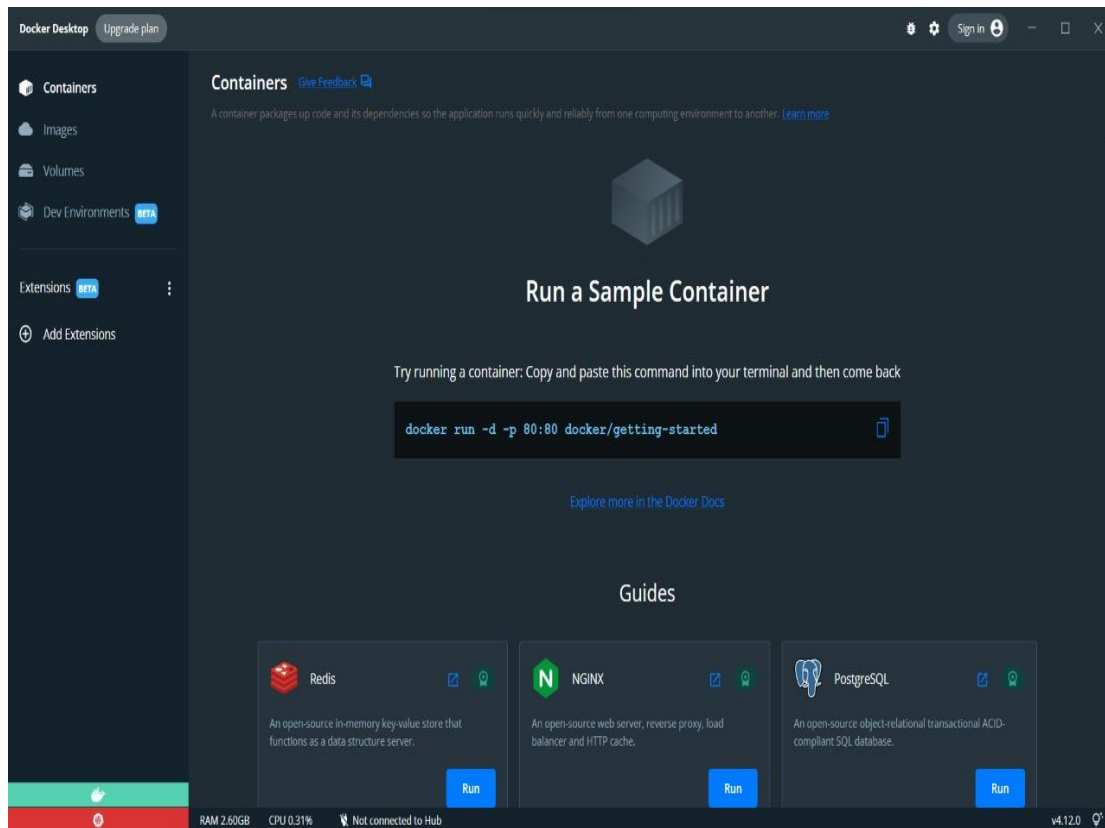 Docker Desktop Upgrade plan Sign in
Containers
Images
Volumes
Dev Environments BETA
Extensions BETA
Add Extensions
Containers Give Feedback
A container packages up code and its dependencies so the application runs quickly and reliably from one computing environment to another. Learn more
Run a Sample Container
Try running a container: Copy and paste this command into your terminal and then come back
docker run -d -p 80:80 docker/getting-started
Explore more in the Docker Docs
Guides
Redis
An open-source in-memory key-value store that
functions as a data structure server.
Run
N NGINX
An open-source web server, reverse proxy, load
balancer and HTTP cache.
Run
PostgreSQL
An open-source object-relational transactional ACID-
compliant SQL database.
Run
RAM 2.60GB CPU 0.31% Not connected to Hub v4.12.0